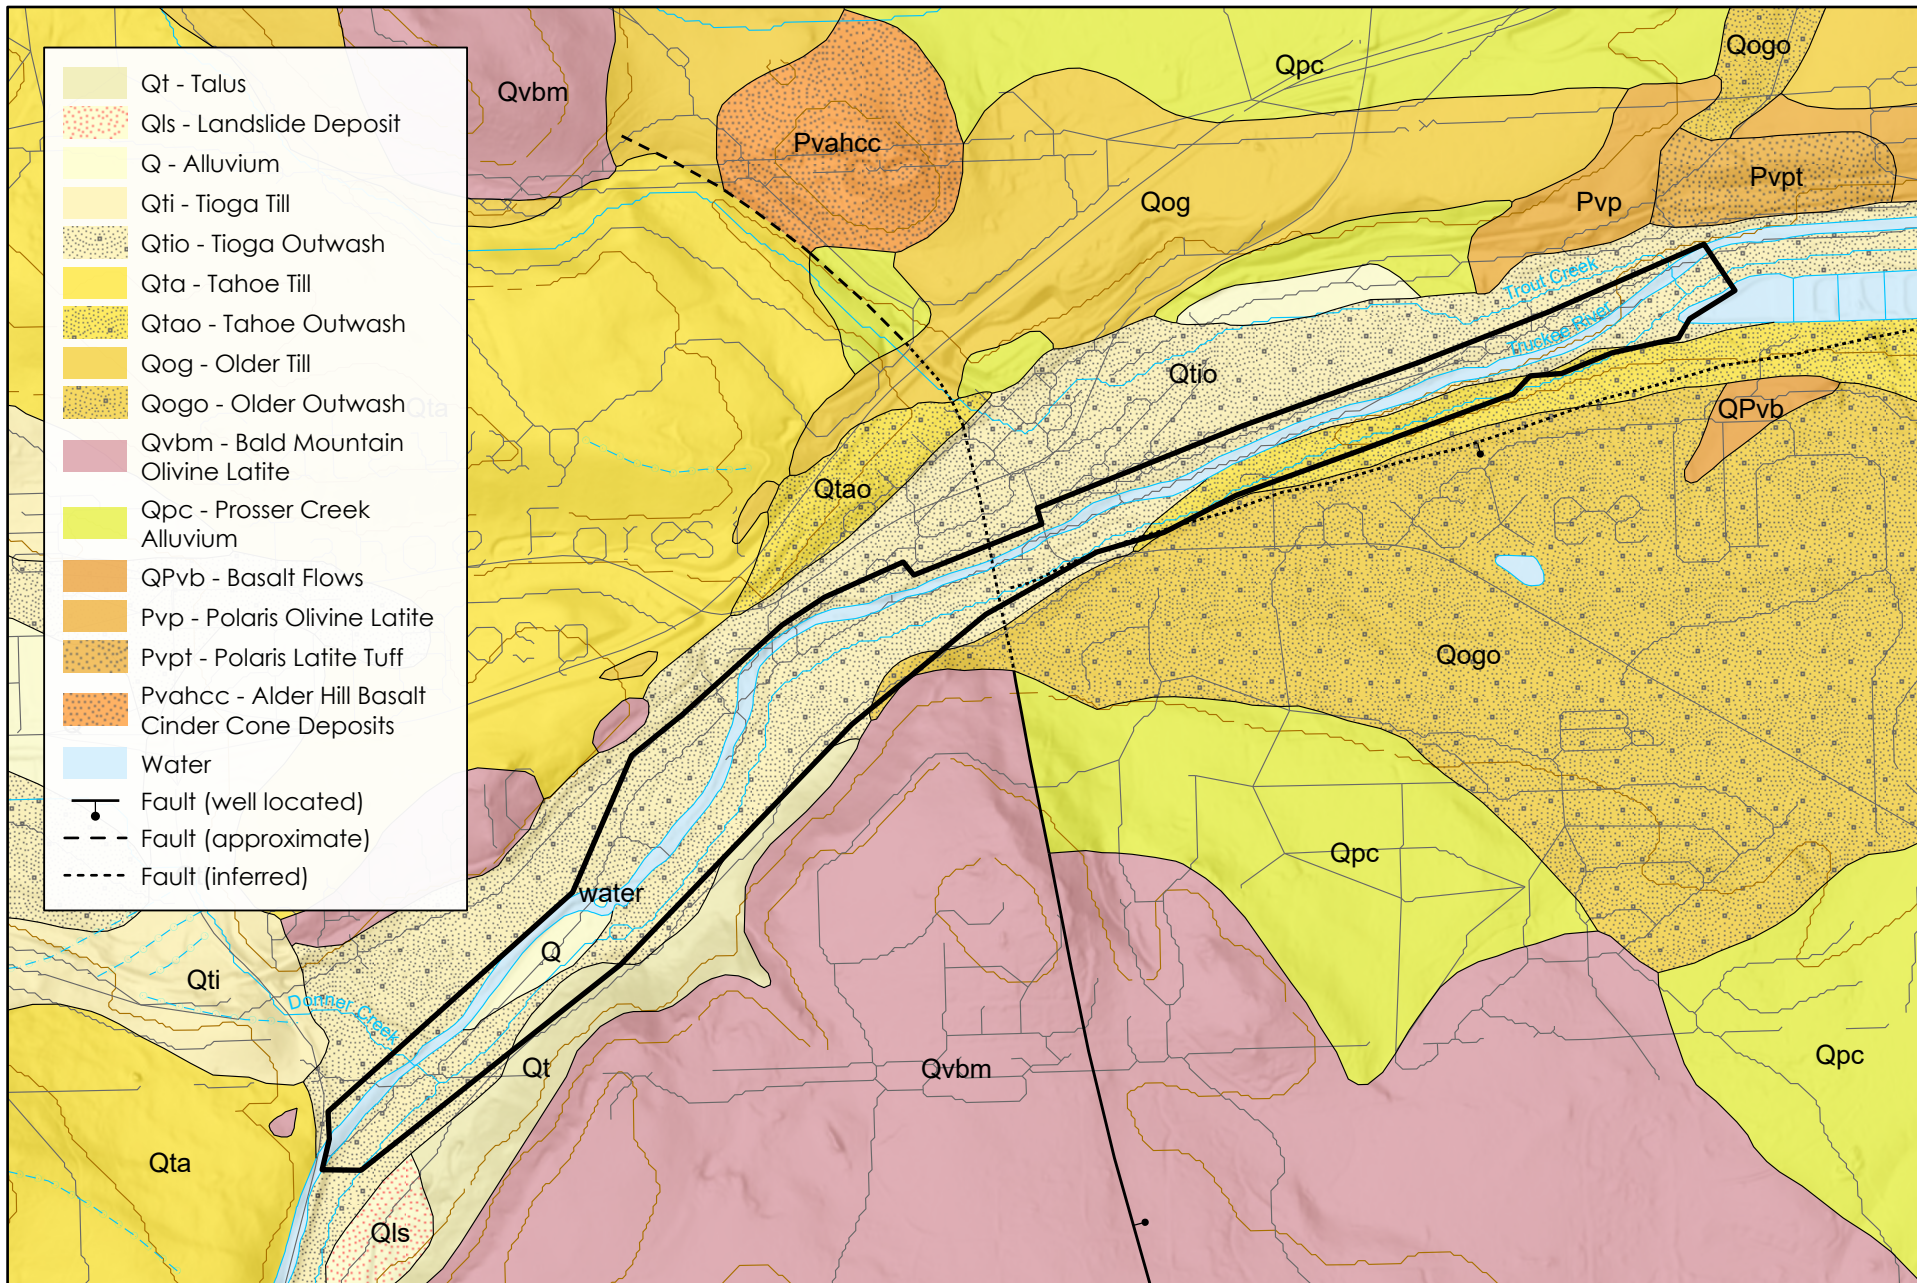 Qt - Talus
Qls - Landslide Deposit
Q - Alluvium
Qti - Tioga Till
Qtio - Tioga Outwash
Qta - Tahoe Till
Qtao - Tahoe Outwash
Qog - Older Till
Qogo - Older Outwash
Qvbm - Bald Mountain
Olivine Latite
Qpc - Prosser Creek
Alluvium
QPvb - Basalt Flows
Pvp - Polaris Olivine Latite
Pvpt - Polaris Latite Tuff
Pvahcc - Alder Hill Basalt
Cinder Cone Deposits
Water
Fault (well located)
Fault (approximate)
Fault (inferred)
Qvbm
Pvahcc
Qpc
Qogo
Qog
Pvp
Pvpt
Trout Creek
Truckee River
Qtio
QPvb
Qta
Qtao
Qogo
Qpc
water
Q
Qti
Donner Creek
Qt
Qvbm
Qpc
Qta
Qls